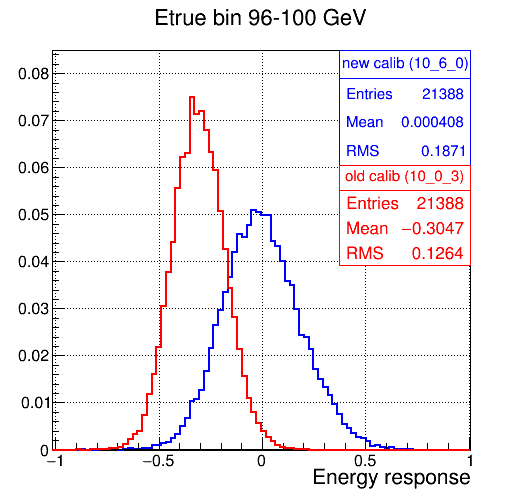 Etrue bin 96-100 GeV
new calib (10_6_0)
Entries 21388
Mean 0.000408
RMS 0.1871
old calib (10_0_3)
Entries 21388
Mean −0.3047
RMS 0.1264
0.08
0.07
0.06
0.05
0.04
0.03
0.02
0.01
0
−1 −0.5 0 0.5 1
Energy response